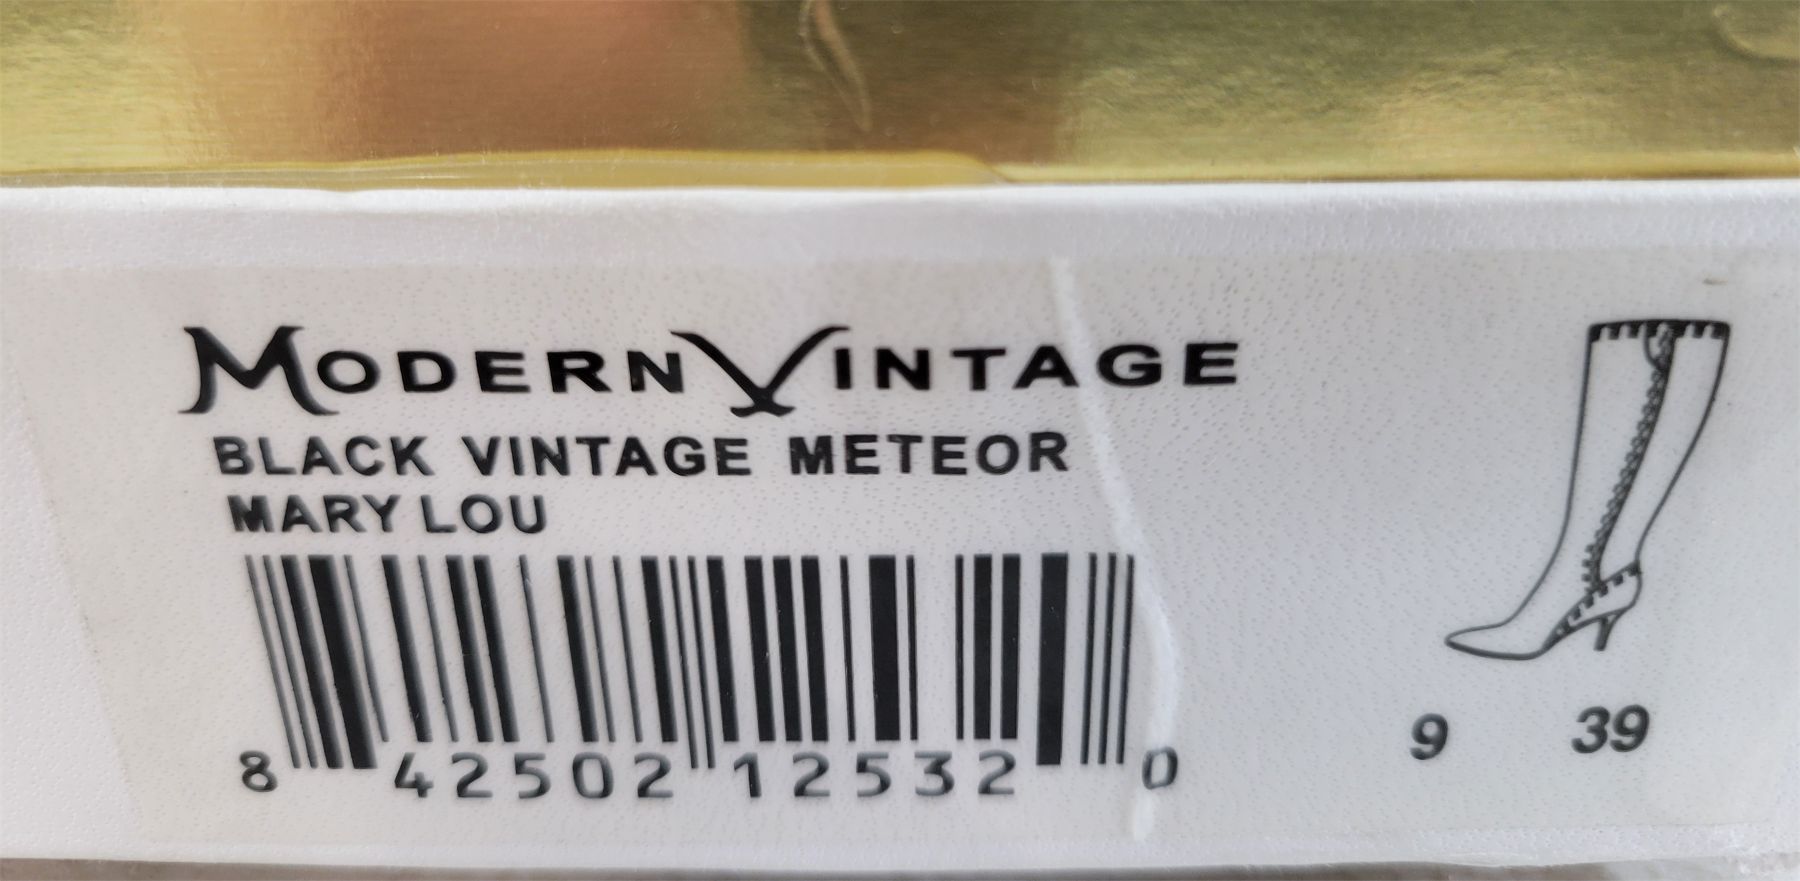 MODERN VINTAGE
BLACK VINTAGE METEOR
MARY LOU
8 42502 12532 0
9 39